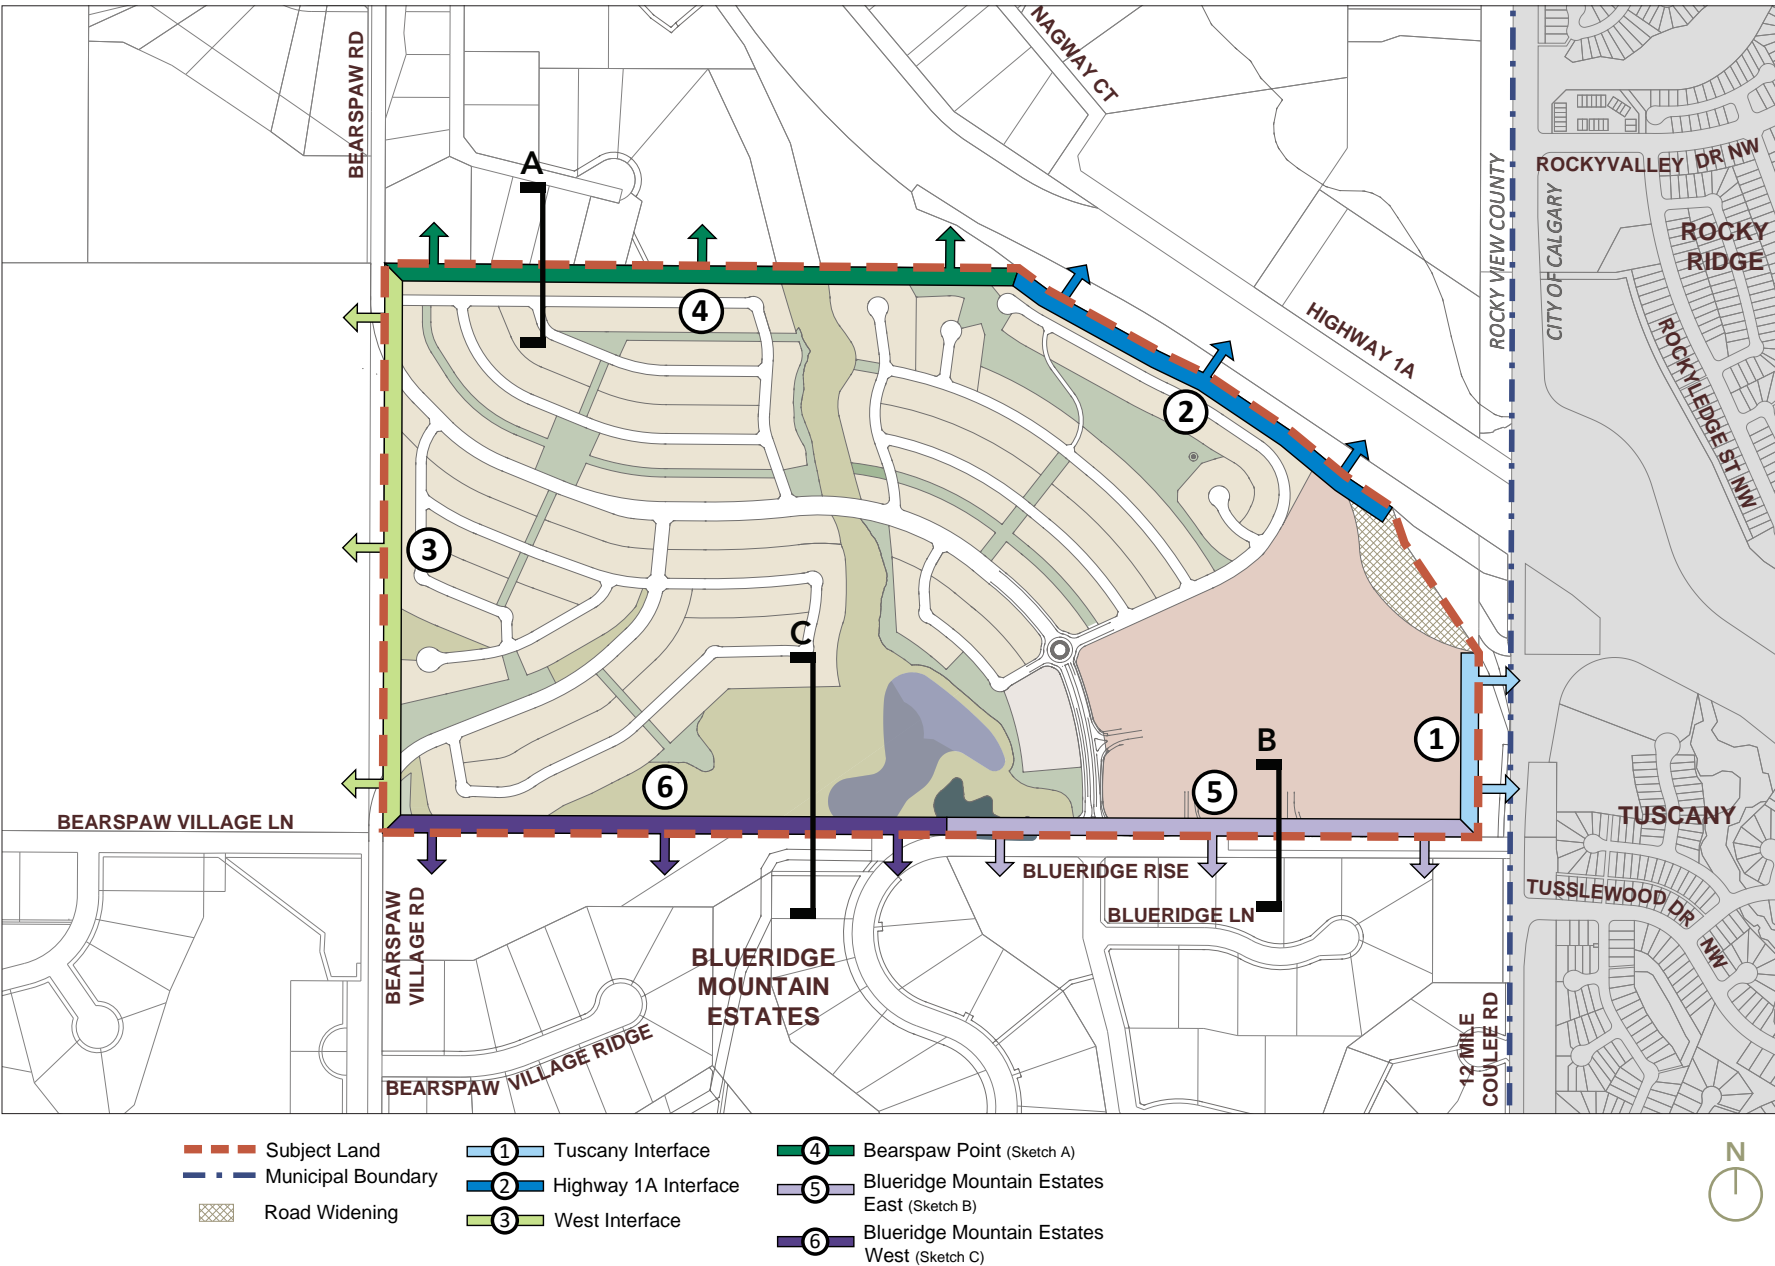 NAGWAY CT
BEARSPAW RD
A
ROCKYVALLEY DR NW
ROCKY VIEW COUNTY
CITY OF CALGARY
ROCKY
RIDGE
4
HIGHWAY 1A
ROCKYLEDGE ST NW
2
3
C
B
1
6
5
BEARSPAW VILLAGE LN
TUSCANY
BLUERIDGE RISE
TUSSLEWOOD DR NW
BLUERIDGE LN
BEARSPAW
VILLAGE RD
BLUERIDGE
MOUNTAIN
ESTATES
12 MILE
COULEE RD
BEARSPAW VILLAGE RIDGE
Subject Land
Municipal Boundary
Road Widening
1 Tuscany Interface
2 Highway 1A Interface
3 West Interface
4 Bearspaw Point (Sketch A)
5 Blueridge Mountain Estates
East (Sketch B)
6 Blueridge Mountain Estates
West (Sketch C)
N